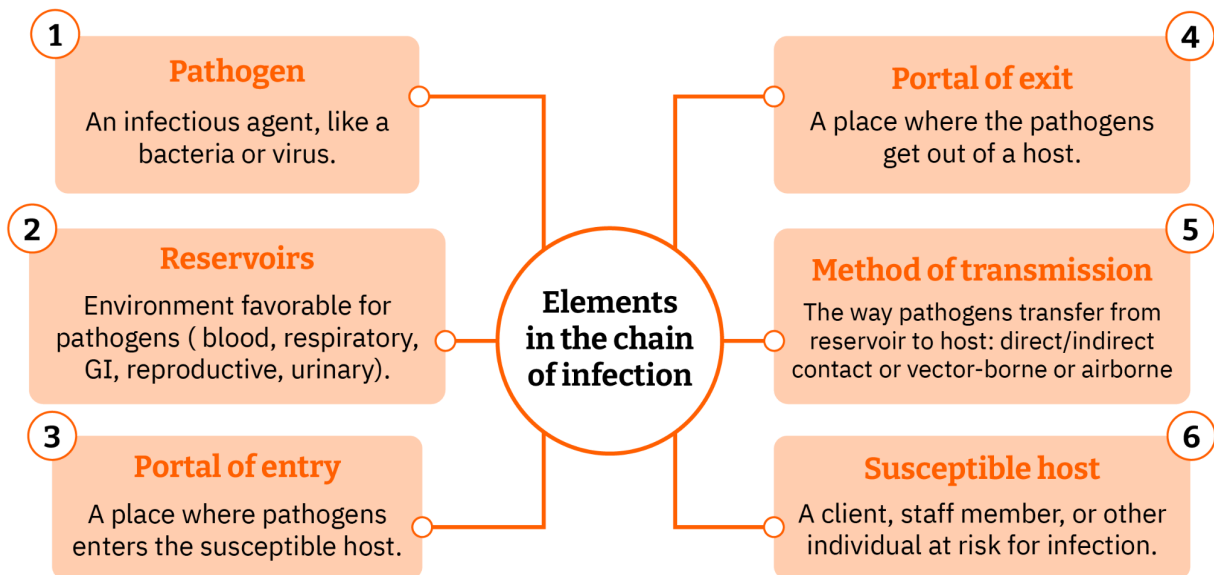 1
Pathogen
An infectious agent, like a
bacteria or virus.
2
Reservoirs
Environment favorable for
pathogens ( blood, respiratory,
GI, reproductive, urinary).
3
Portal of entry
A place where pathogens
enters the susceptible host.
Elements
in the chain
of infection
4
Portal of exit
A place where the pathogens
get out of a host.
5
Method of transmission
The way pathogens transfer from
reservoir to host: direct/indirect
contact or vector-borne or airborne
6
Susceptible host
A client, staff member, or other
individual at risk for infection.